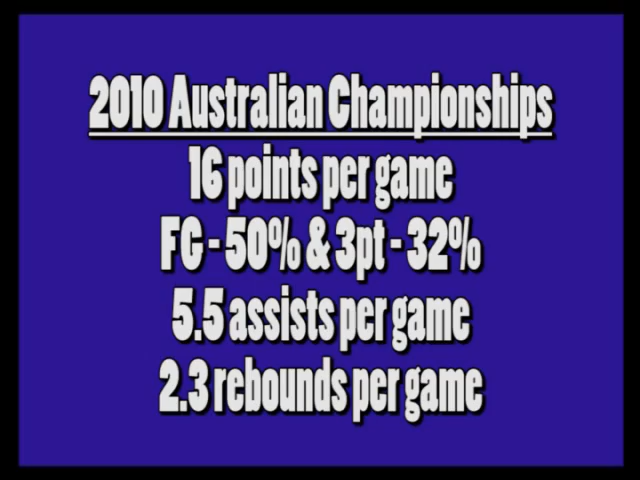 2010 Australian Championships
16 points per game
FG - 50% & 3pt - 32%
5.5 assists per game
2.3 rebounds per game